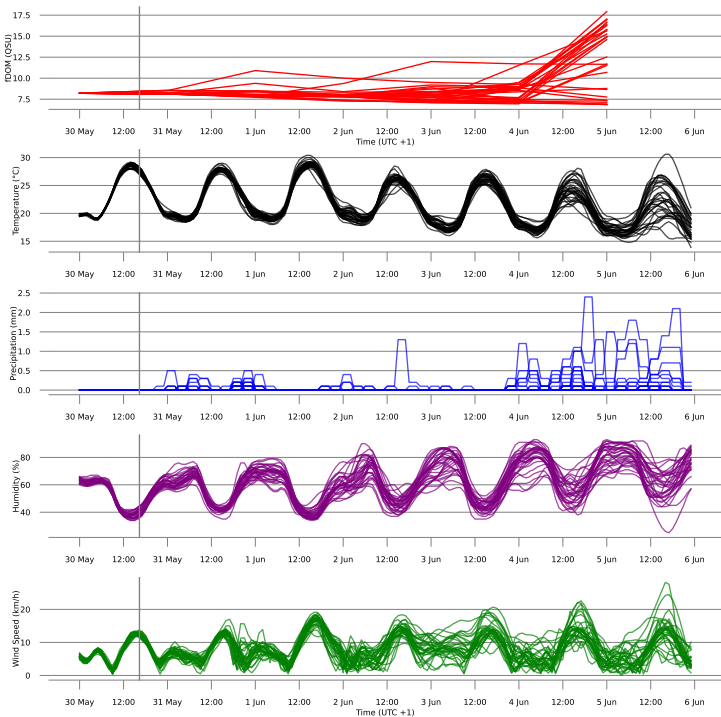 17.5
15.0
12.5
10.0
7.5
fDOM (QSU)
30 May 12:00 31 May 12:00 1 Jun 12:00 2 Jun 12:00 3 Jun 12:00 4 Jun 12:00 5 Jun 12:00 6 Jun
Time (UTC +1)
30
25
20
15
Temperature (°C)
30 May 12:00 31 May 12:00 1 Jun 12:00 2 Jun 12:00 3 Jun 12:00 4 Jun 12:00 5 Jun 12:00 6 Jun
2.5
2.0
1.5
1.0
0.5
0.0
Precipitation (mm)
30 May 12:00 31 May 12:00 1 Jun 12:00 2 Jun 12:00 3 Jun 12:00 4 Jun 12:00 5 Jun 12:00 6 Jun
80
60
40
Humidity (%)
30 May 12:00 31 May 12:00 1 Jun 12:00 2 Jun 12:00 3 Jun 12:00 4 Jun 12:00 5 Jun 12:00 6 Jun
20
10
0
Wind Speed (km/h)
30 May 12:00 31 May 12:00 1 Jun 12:00 2 Jun 12:00 3 Jun 12:00 4 Jun 12:00 5 Jun 12:00 6 Jun
Time (UTC +1)